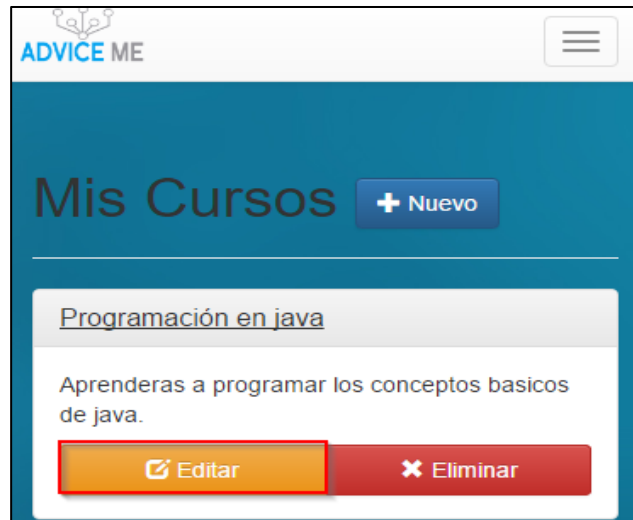 ADVICE ME
Mis Cursos
Nuevo
Programación en java
Aprenderas a programar los conceptos basicos
de java.
Editar
Eliminar